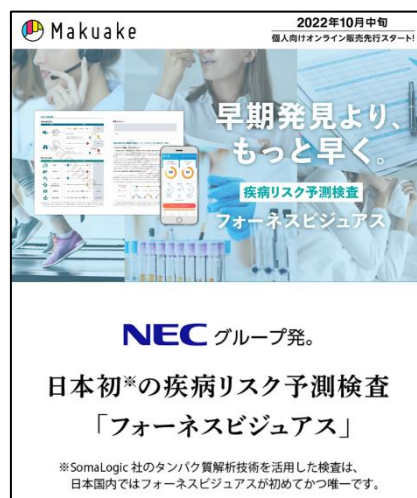 Makuake
2022年10月中旬
個人向けオンライン販売先行スタート!
早期発見より、
もっと早く。
疾病リスク予測検査
フォーネスビジュアス
NEC グループ発。
日本初※の疾病リスク予測検査
「フォーネスビジュアス」
※SomaLogic 社のタンパク質解析技術を活用した検査は、
日本国内ではフォーネスビジュアスが初めてかつ唯一です。